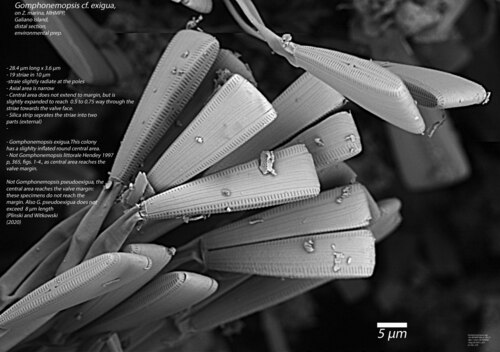 Gomphonemopsis cf. exigua,
on Z. marina, MHWPP,
Galiano Island,
distal section,
environmental prep.
- 28.4 µm long x 3.6 µm
- 19 striae in 10 µm
-striae slightly radiate at the poles
- Axial area is narrow
- Central area does not extend to margin, but is
slightly expanded to reach 0.5 to 0.75 way through the
striae towards the valve face.
- Silica strip seprates the striae into two
parts (external)
- Gomphonemopsis exigua. This colony
has a slighlty inflated round central area.
- Not Gomphonemopsis littorale Hendey 1997
p, 365, figs. 1-4, as central area reaches the
valve margin.
Not Gomphonemopsis pseudoexigua, the
central area reaches the valve margin;
these specimens do not reach the
margin. Also G. pseudoexigua does not
exceed 8 µm length
(Plinski and Witkowski
(2020)
5 µm